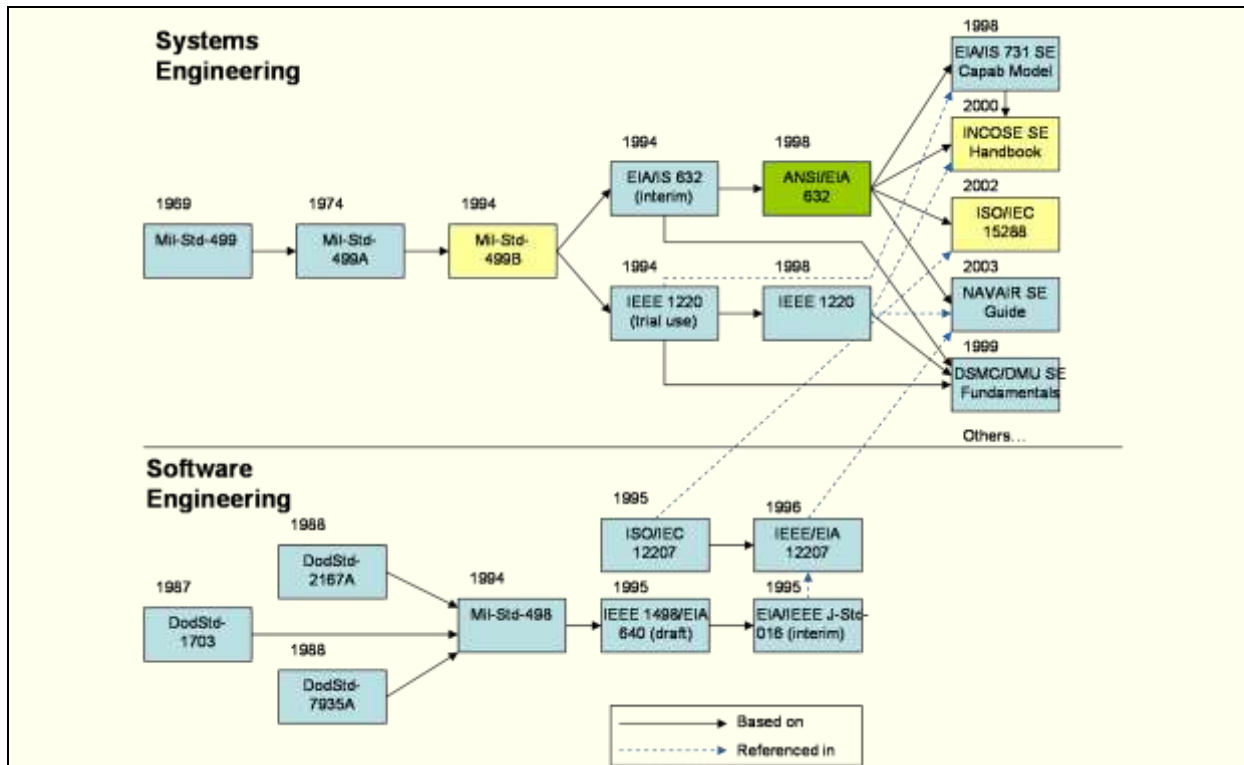 Systems
Engineering
1998
EIA/IS 731 SE
Capab Model
2000
INCOSE SE
Handbook
1994
EIA/IS 632
(interim)
1998
ANSI/EIA
632
2002
ISO/IEC
15288
1969
Mil-Std-499
1974
Mil-Std-
499A
1994
Mil-Std-
499B
1994
IEEE 1220
(trial use)
1998
IEEE 1220
2003
NAVAIR SE
Guide
1999
DSMC/DMU SE
Fundamentals
Others...
Software
Engineering
1995
ISO/IEC
12207
1996
IEEE/EIA
12207
1988
DodStd-
2167A
1987
DodStd-
1703
1994
Mil-Std-498
1995
IEEE 1498/EIA
640 (draft)
1995
EIA/IEEE J-Std-
016 (interim)
1988
DodStd-
7935A
Based on
Referenced in